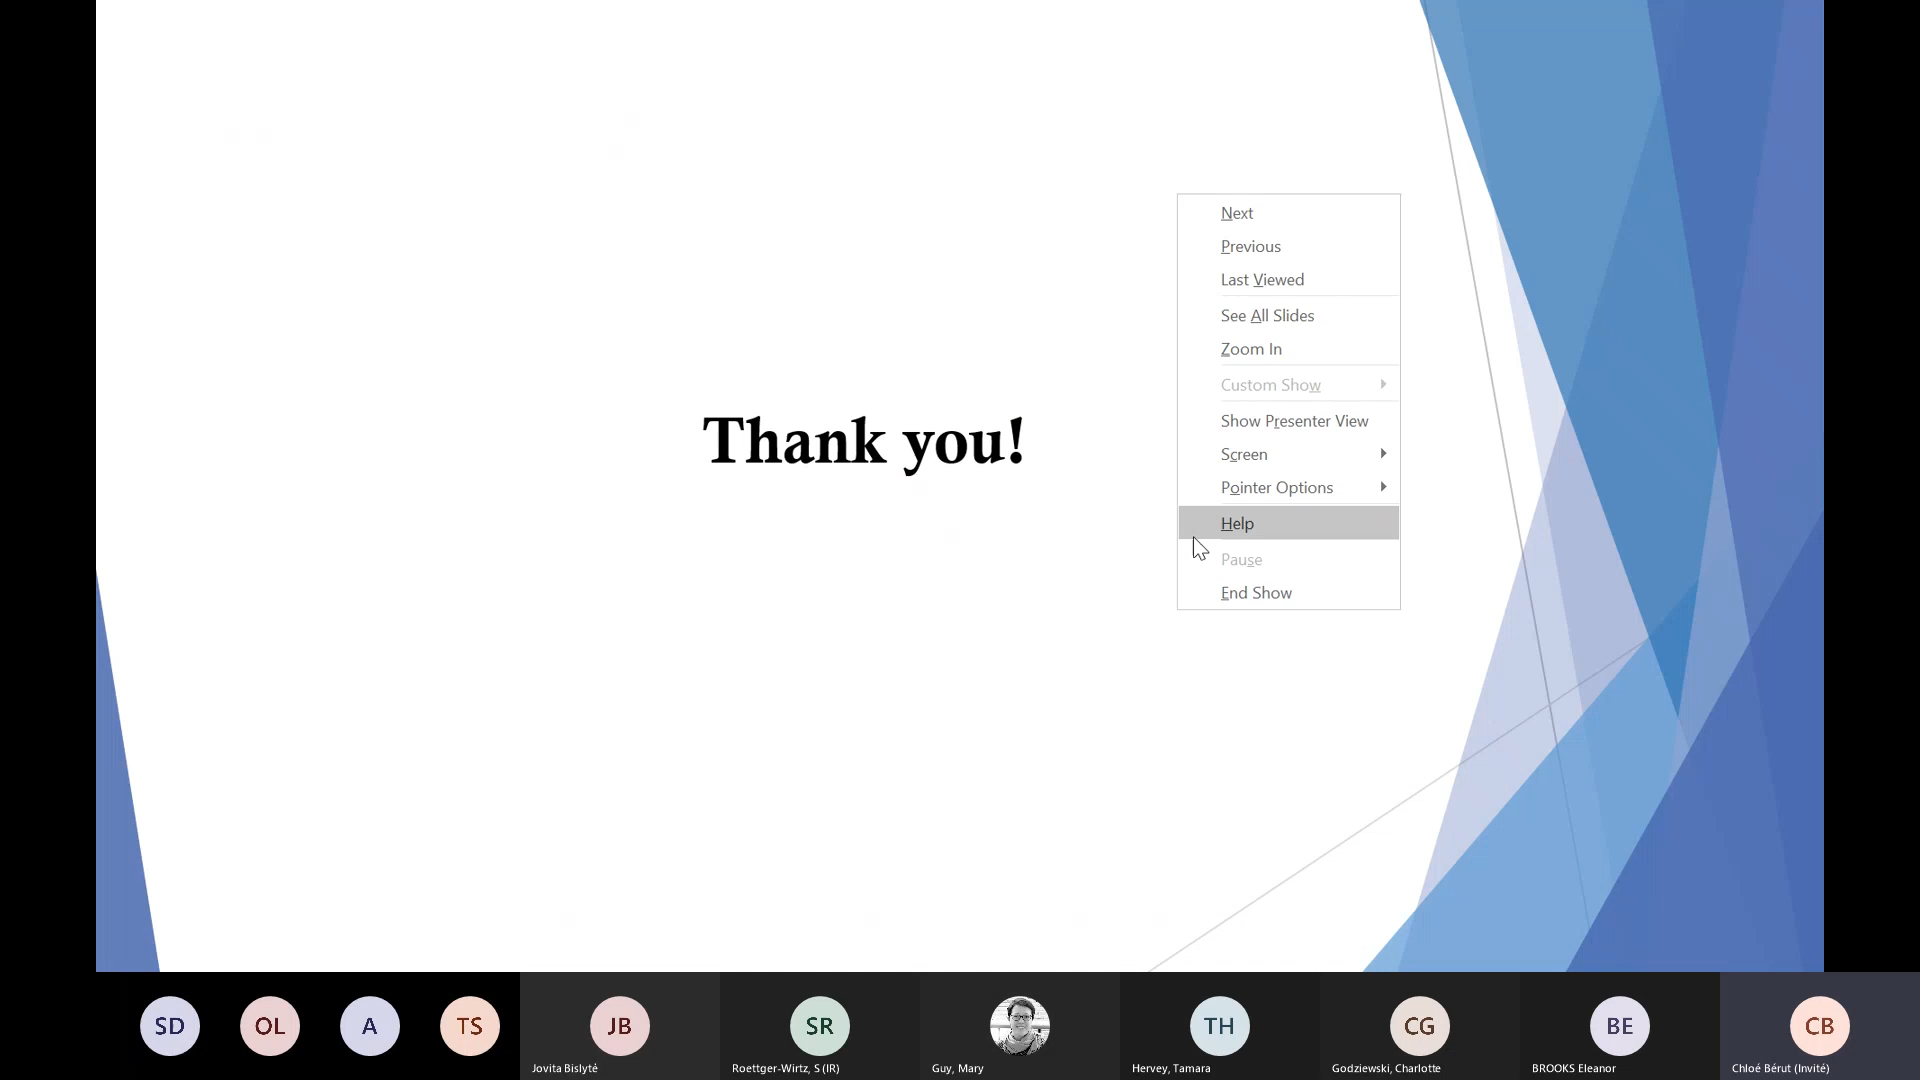 Thank you!
Next
Previous
Last Viewed
See All Slides
Zoom In
Custom Show
Show Presenter View
Screen
Pointer Options
Help
Pause
End Show
SD
OL
A
TS
JB
SR
TH
CG
BE
CB
Jovita Bislytė
Roettger-Wirtz, S (IR)
Guy, Mary
Hervey, Tamara
Godziewski, Charlotte
BROOKS Eleanor
Chloé Bérut (Invité)